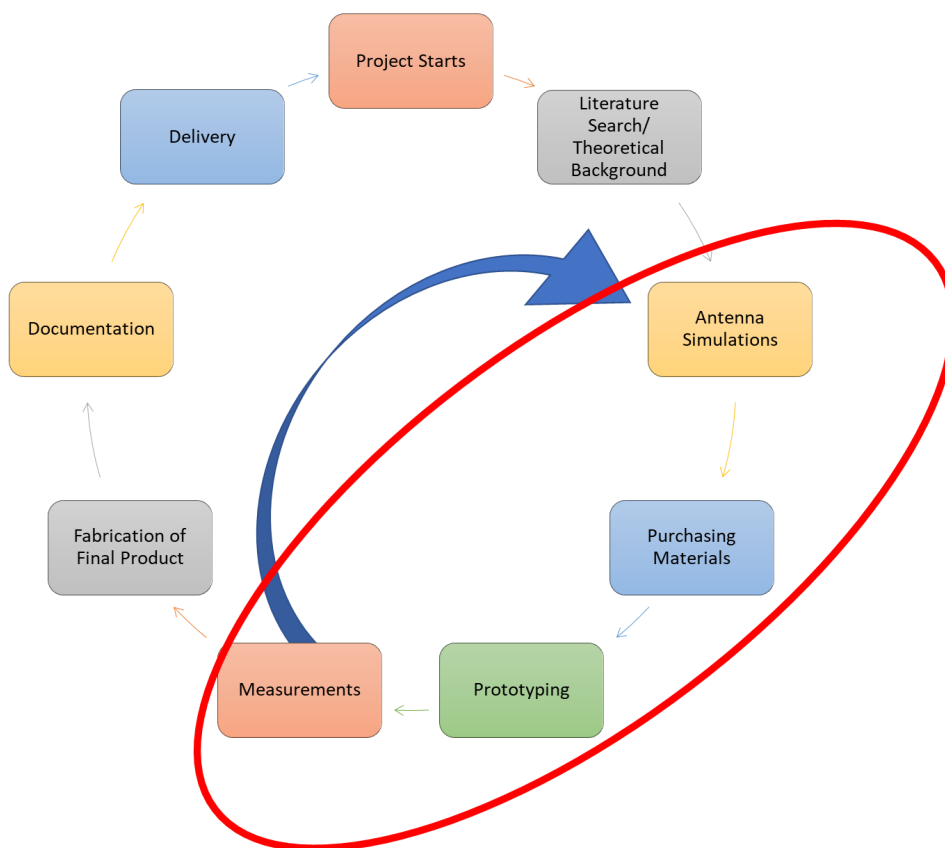 Project Starts
Literature
Search/
Theoretical
Background
Antenna
Simulations
Purchasing
Materials
Prototyping
Measurements
Fabrication of
Final Product
Documentation
Delivery